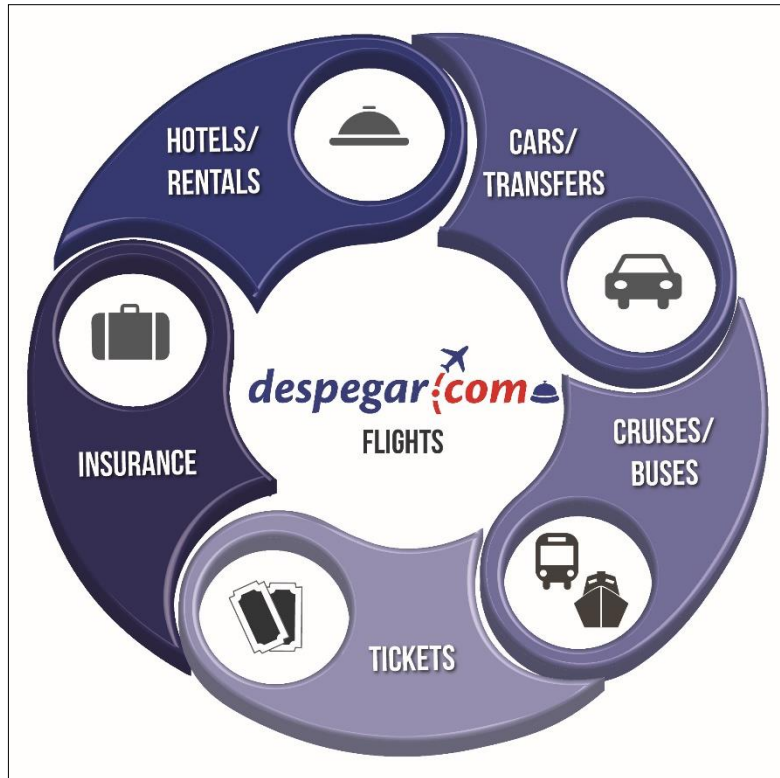 HOTELS/
RENTALS
CARS/
TRANSFERS
INSURANCE
despegar.com
FLIGHTS
CRUISES/
BUSES
TICKETS